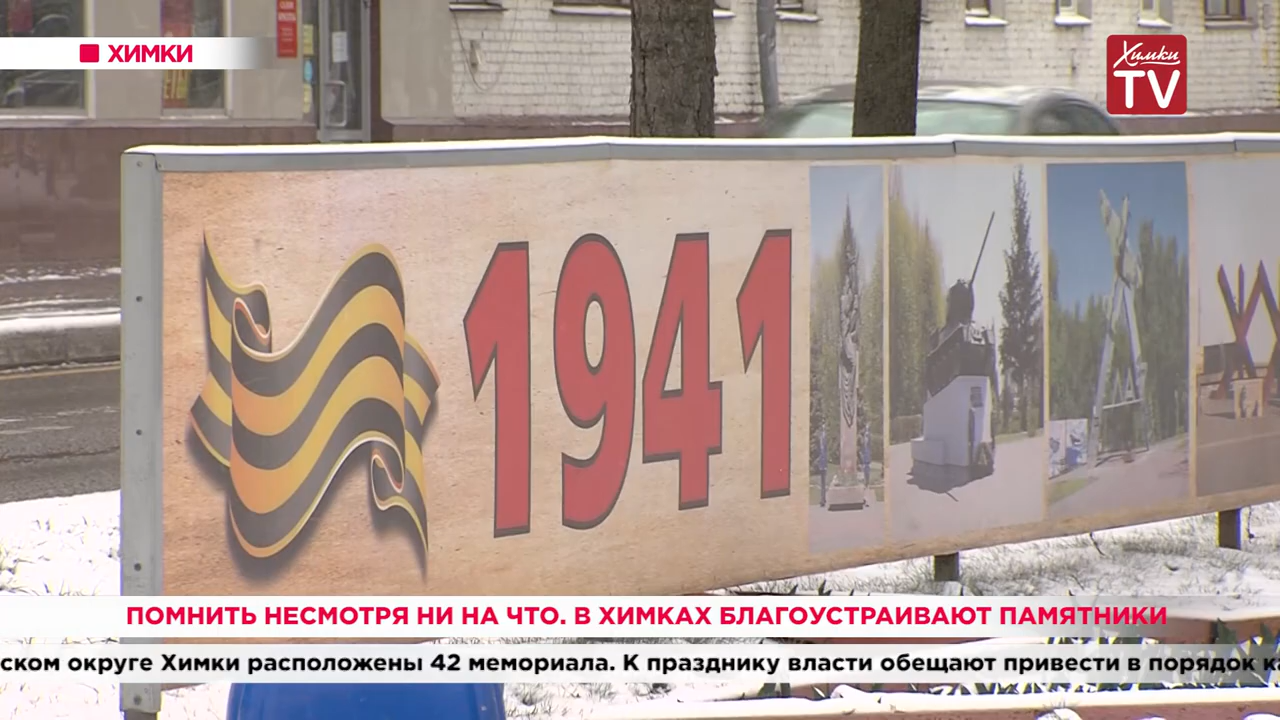 ХИМКИ
Химки
TV
1941
ПОМНИТЬ НЕСМОТРЯ НИ НА ЧТО. В ХИМКАХ БЛАГОУСТРАИВАЮТ ПАМЯТНИКИ
ском округе Химки расположены 42 мемориала. К празднику власти обещают привести в порядок